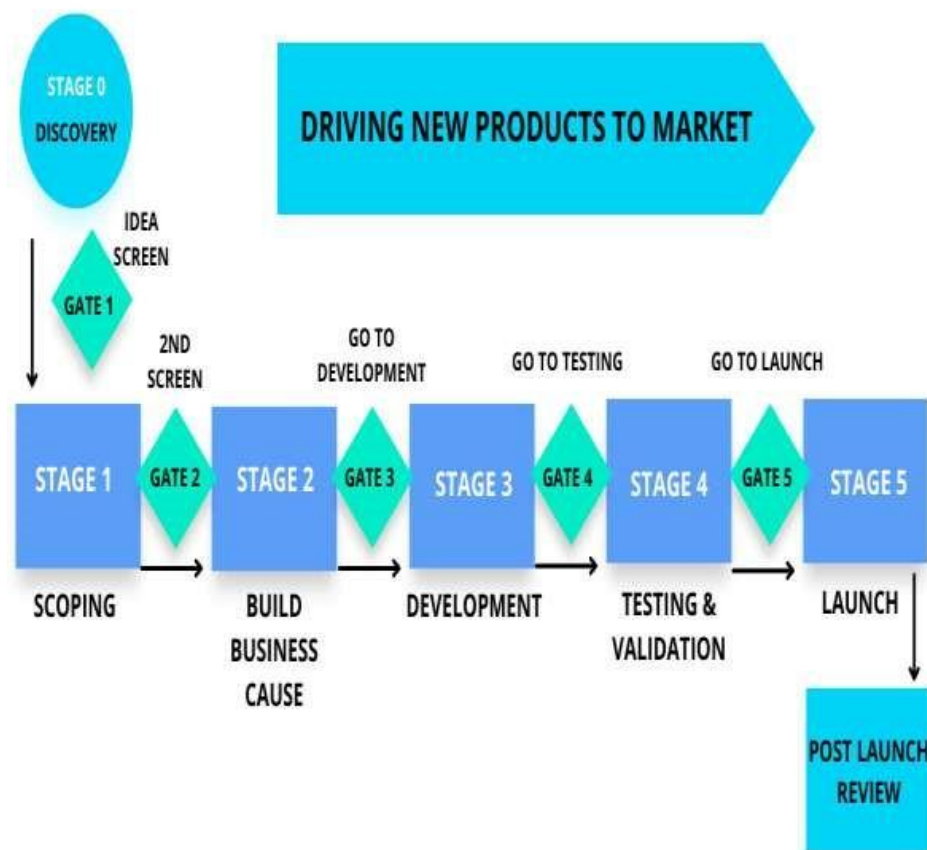 STAGE 0
DISCOVERY
DRIVING NEW PRODUCTS TO MARKET
IDEA
SCREEN
GATE 1
2ND
SCREEN
GO TO
DEVELOPMENT
GO TO TESTING
GO TO LAUNCH
STAGE 1
GATE 2
STAGE 2
GATE 3
STAGE 3
GATE 4
STAGE 4
GATE 5
STAGE 5
SCOPING
BUILD
BUSINESS
CAUSE
DEVELOPMENT
TESTING &
VALIDATION
LAUNCH
POST LAUNCH
REVIEW